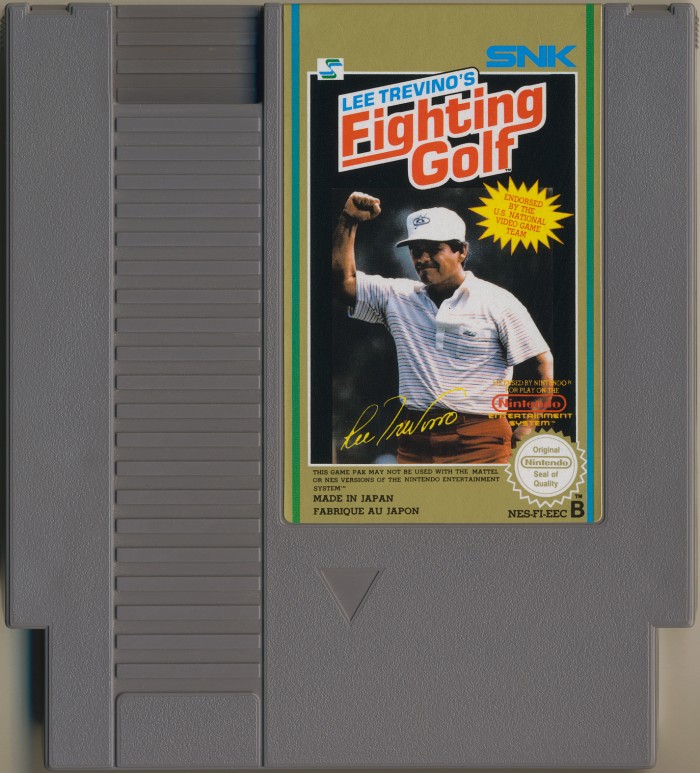 SNK
LEE TREVINO'S
Fighting
Golf™
ENDORSED
BY THE
U.S. NATIONAL
VIDEO GAME
TEAM
LICENSED BY NINTENDO®
FOR PLAY ON THE
Nintendo
ENTERTAINMENT
SYSTEM™
Lee Trevino
Original
Nintendo
Seal of
Quality
THIS GAME PAK MAY NOT BE USED WITH THE MATTEL
OR NES VERSIONS OF THE NINTENDO ENTERTAINMENT
SYSTEM™
MADE IN JAPAN
FABRIQUE AU JAPON
NES-FI-EEC B
TM